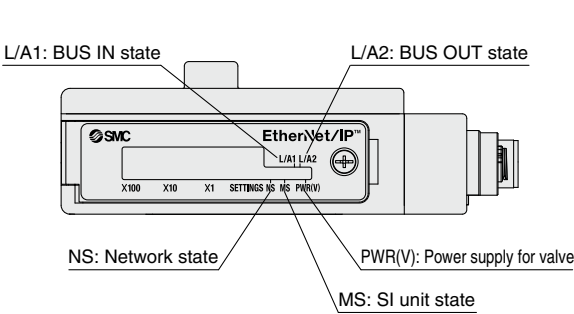 L/A1: BUS IN state
L/A2: BUS OUT state
SMC
EtherNet/IP™
L/A1 L/A2
X100 X10 X1 SETTINGS NS MS PWR(V)
NS: Network state
PWR(V): Power supply for valve
MS: SI unit state